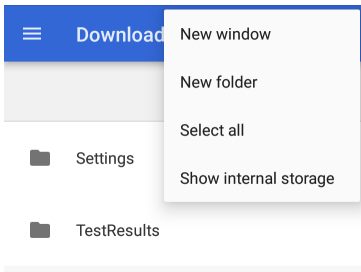 Download
New window
New folder
Select all
Show internal storage
Settings
TestResults